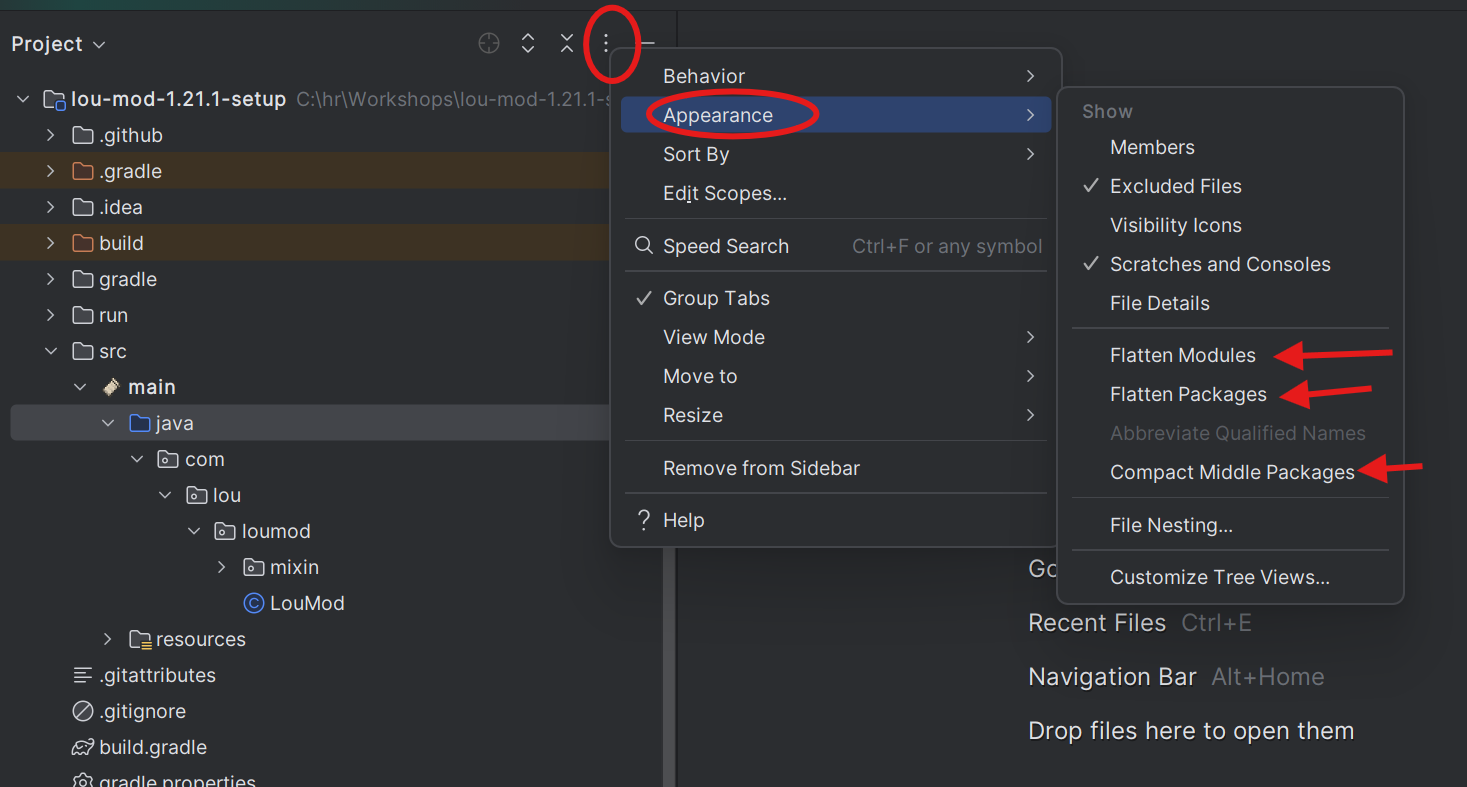 Project
lou-mod-1.21.1-setup C:\hr\Workshops\lou-mod-1.21.1-s
.github
.gradle
.idea
build
gradle
run
src
main
java
com
lou
loumod
mixin
LouMod
resources
.gitattributes
.gitignore
build.gradle
gradle.properties
Behavior
Appearance
Sort By
Edit Scopes...
Speed Search Ctrl+F or any symbol
Group Tabs
View Mode
Move to
Resize
Remove from Sidebar
? Help
Show
Members
Excluded Files
Visibility Icons
Scratches and Consoles
File Details
Flatten Modules
Flatten Packages
Abbreviate Qualified Names
Compact Middle Packages
File Nesting...
Customize Tree Views...
Go
Recent Files Ctrl+E
Navigation Bar Alt+Home
Drop files here to open them